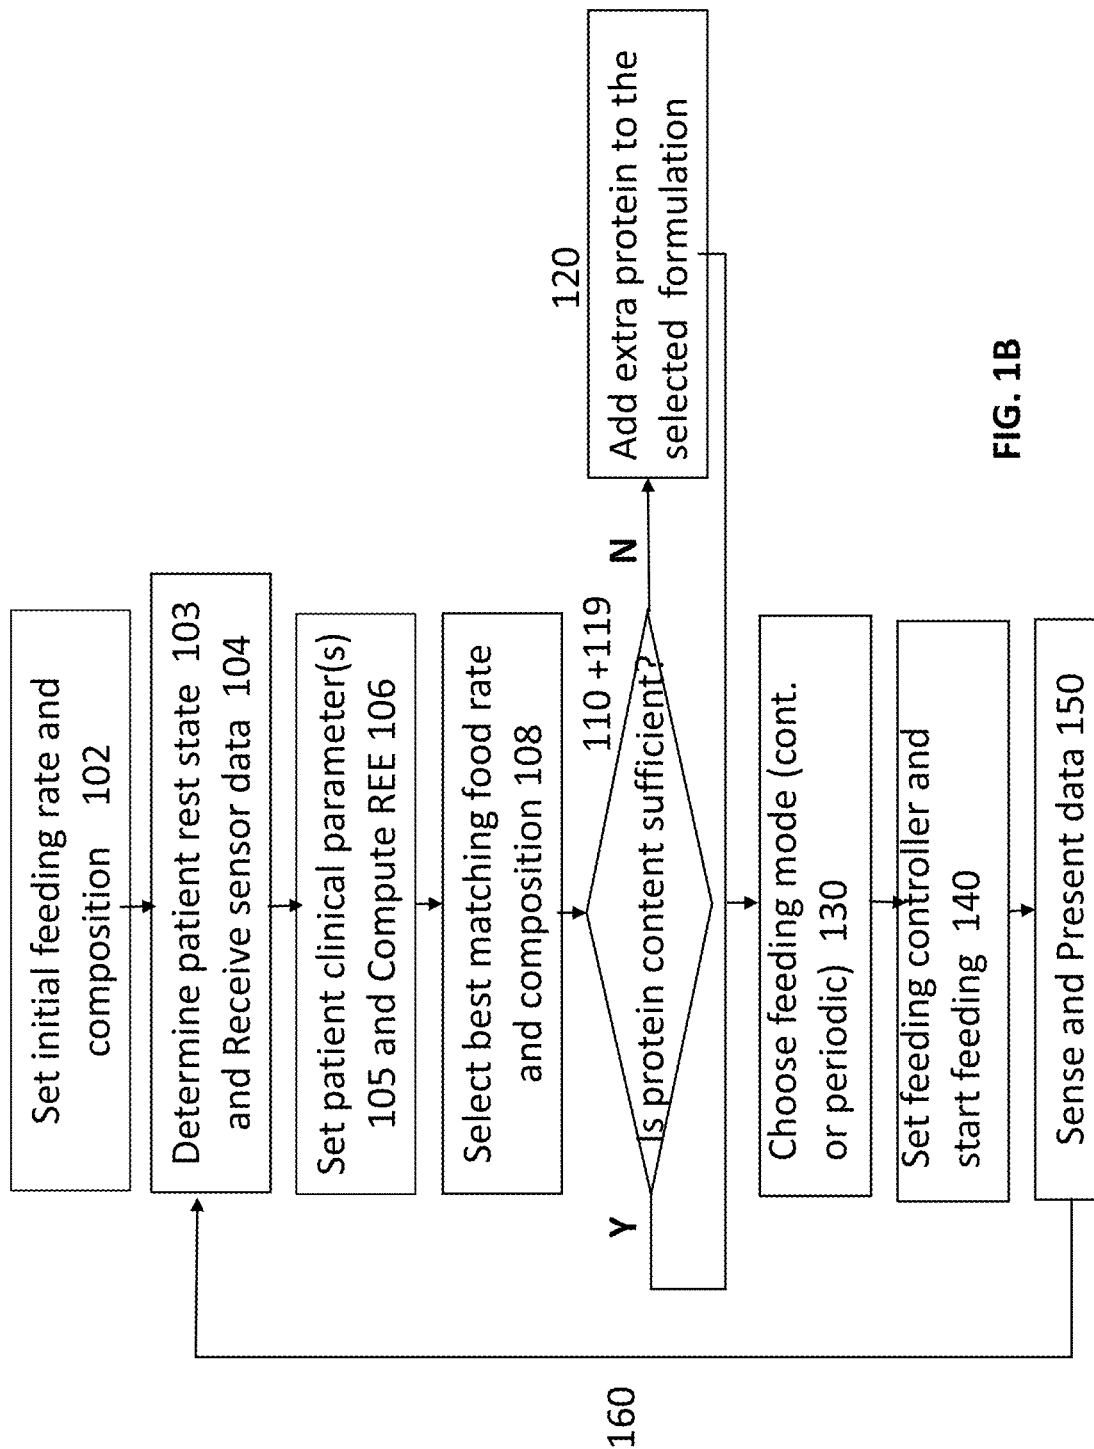 Set initial feeding rate and
composition 102
Determine patient rest state 103
and Receive sensor data 104
Set patient clinical parameter(s)
105 and Compute REE 106
Select best matching food rate
and composition 108
110 +119
Is protein content sufficient?
Y
N
120
Add extra protein to the
selected formulation
Choose feeding mode (cont.
or periodic) 130
Set feeding controller and
start feeding 140
Sense and Present data 150
160
FIG. 1B